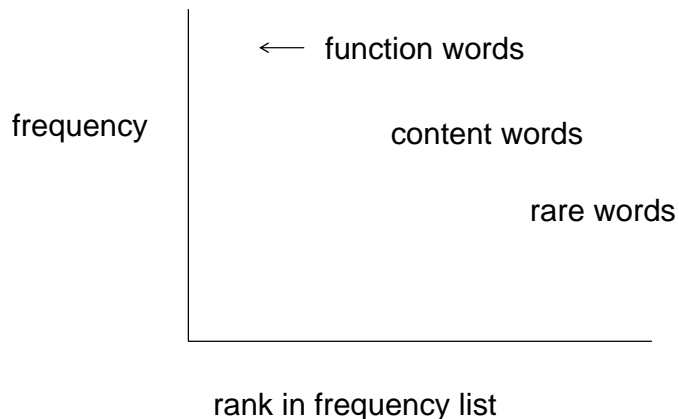 function words
frequency
content words
rare words
rank in frequency list